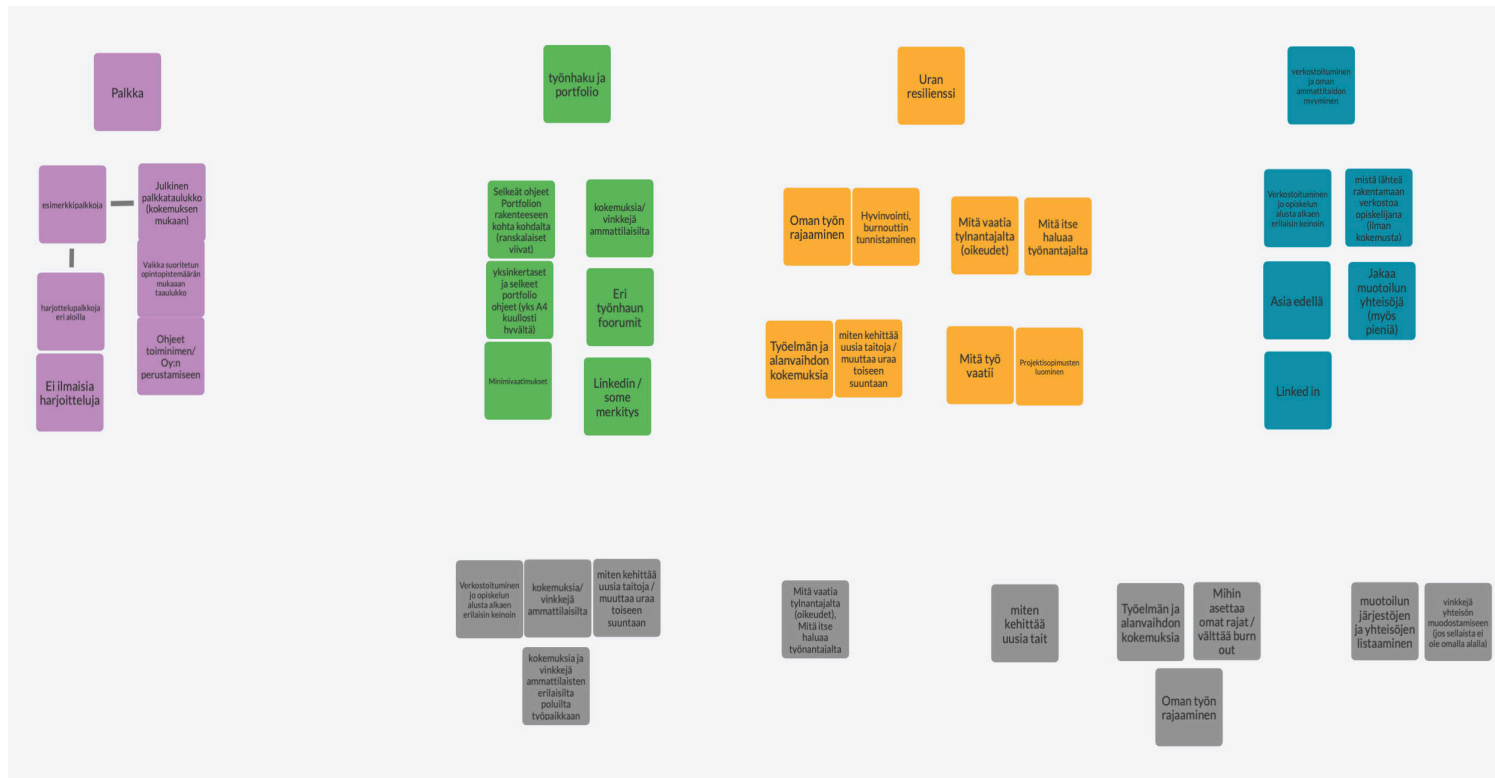 Palkka
työnhaku ja
portfolio
Uran
resilienssi
verkostoituminen
ja oman
ammattitaidon
myyminen
esimerkkipalkkoja
Julkinen
palkkataulukko
(kokemuksen
mukaan)
harjottelupalkkoja
eri aloilla
Vaikka suoritetun
opintopistemäärän
mukaaan
taaulukko
Ei ilmaisia
harjoitteluja
Ohjeet
toiminimen/
Oy:n
perustamiseen
Selkeät ohjeet
Portfolion
rakenteeseen
kohta kohdalta
(ranskalaiset
viivat)
kokemuksia/
vinkkejä
ammattilaisilta
yksinkertaset
ja selkeet
portfolio
ohjeet (yks A4
kuullosti
hyvältä)
Eri
työnhaun
foorumit
Minimivaatimukset
Linkedin /
some
merkitys
Oman työn
rajaaminen
Hyvinvointi,
burnouttin
tunnistaminen
Mitä vaatia
tylnantajalta
(oikeudet)
Mitä itse
haluaa
työnantajalta
Työelmän ja
alanvaihdon
kokemuksia
miten kehittää
uusia taitoja /
muuttaa uraa
toiseen
suuntaan
Mitä työ
vaatii
Projektisopimusten
luominen
Verkostoituminen
jo opiskelun
alusta alkaen
erilaisin keinoin
mistä lähteä
rakentamaan
verkostoa
opiskelijana
(ilman
kokemusta)
Asia edellä
Jakaa
muotoilun
yhteisöjä
(myös
pieniä)
Linked in
Verkostoituminen
jo opiskelun
alusta alkaen
erilaisin keinoin
kokemuksia/
vinkkejä
ammattilaisilta
miten kehittää
uusia taitoja /
muuttaa uraa
toiseen
suuntaan
kokemuksia ja
vinkkejä
ammattilaisten
erilaisilta
poluilta
työpaikkaan
Mitä vaatia
tylnantajalta
(oikeudet),
Mitä itse
haluaa
työnantajalta
miten
kehittää
uusia tait
Työelmän ja
alanvaihdon
kokemuksia
Mihin
asettaa
omat rajat /
välttää burn
out
Oman työn
rajaaminen
muotoilun
järjestöjen
ja yhteisöjen
listaaminen
vinkkejä
yhteisön
muodostamiseen
(jos sellaista ei
ole omalla alalla)